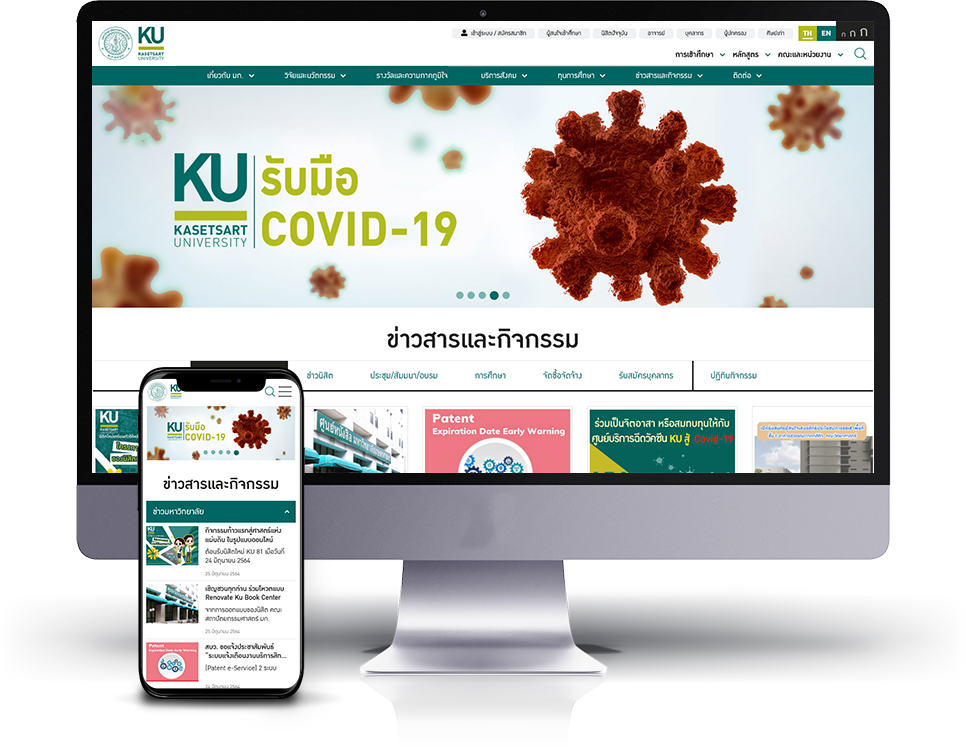 KU
KASETSART
UNIVERSITY
เข้าสู่ระบบ / สมัครสมาชิก
ผู้สนใจเข้าศึกษา
นิสิตปัจจุบัน
อาจารย์
บุคลากร
ผู้ปกครอง
ศิษย์เก่า
TH
EN
ก ก ก
การเข้าศึกษา
หลักสูตร
คณะและหน่วยงาน
เกี่ยวกับ มก.
วิจัยและนวัตกรรม
รางวัลและความภาคภูมิใจ
บริการสังคม
ทุนการศึกษา
ข่าวสารและกิจกรรม
ติดต่อ
KU รับมือ
KASETSART COVID-19
UNIVERSITY
ข่าวสารและกิจกรรม
ข่าวนิสิต
ประชุม/สัมมนา/อบรม
การศึกษา
จัดซื้อจัดจ้าง
รับสมัครบุคลากร
ปฏิทินกิจกรรม
KU
Patent
Expiration Date Early Warning
ร่วมเป็นจิตอาสา หรือสมทบทุนให้กับ
ศูนย์บริการฉีดวัคซีน KU สู้ Covid-19
KU
KU รับมือ
COVID-19
ข่าวสารและกิจกรรม
ข่าวมหาวิทยาลัย
KU
กิจกรรมก้าวแรกสู่ศาสตร์แห่ง
แผ่นดิน ในรูปแบบออนไลน์
ต้อนรับนิสิตใหม่ KU 81 เมื่อวันที่
24 มิถุนายน 2564
25 มิถุนายน 2564
เชิญชวนทุกท่าน ร่วมโหวตแบบ
Renovate Ku Book Center
จากการออกแบบของนิสิต คณะ
สถาปัตยกรรมศาสตร์ มก.
25 มิถุนายน 2564
Patent
Expiration Date Early Warning
สบว. ขอแจ้งประชาสัมพันธ์
"ระบบแจ้งเตือนงานบริการสิท...
(Patent e-Service) 2 ระบบ
24 มิถุนายน 2564